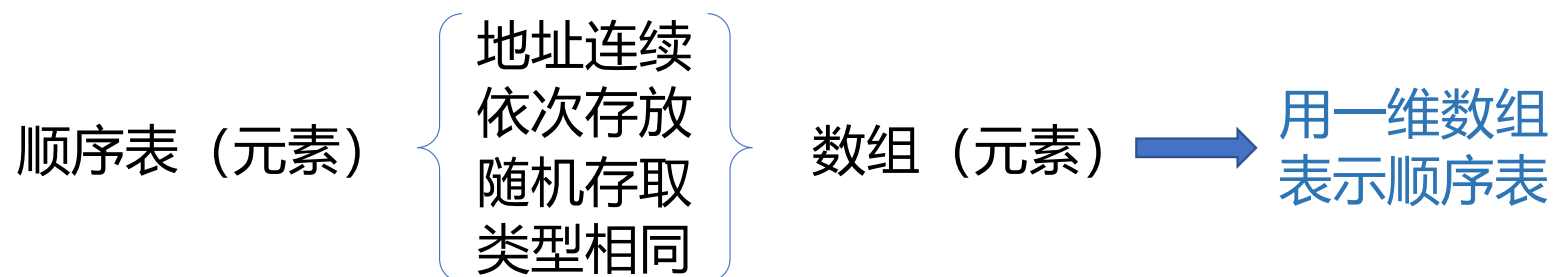 顺序表（元素）
地址连续
依次存放
随机存取
类型相同
数组（元素）
用一维数组
表示顺序表